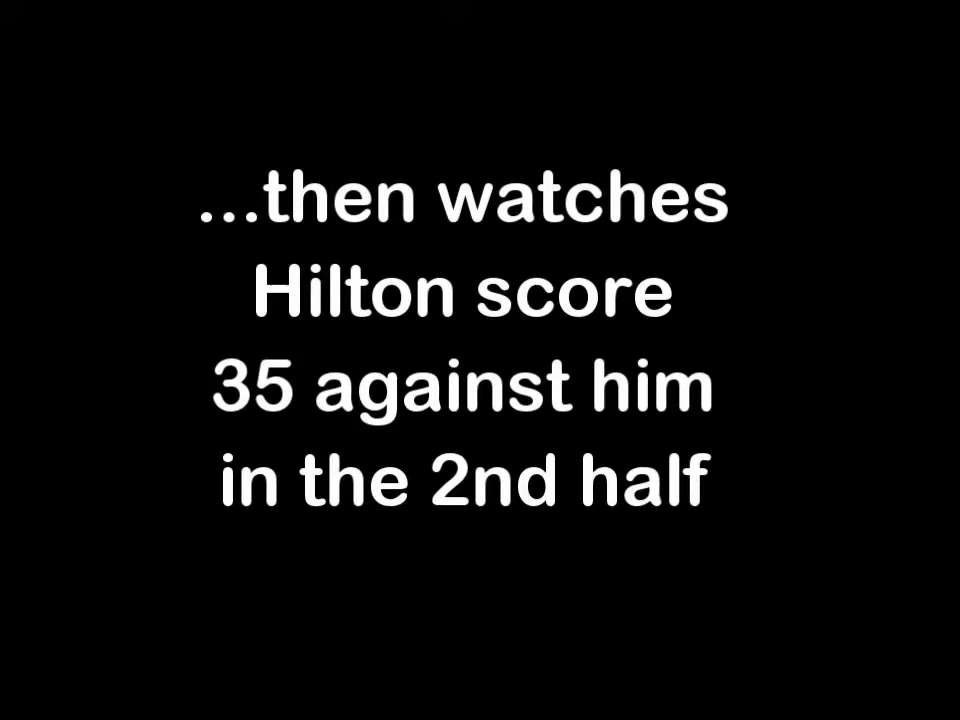 ...then watches
Hilton score
35 against him
in the 2nd half